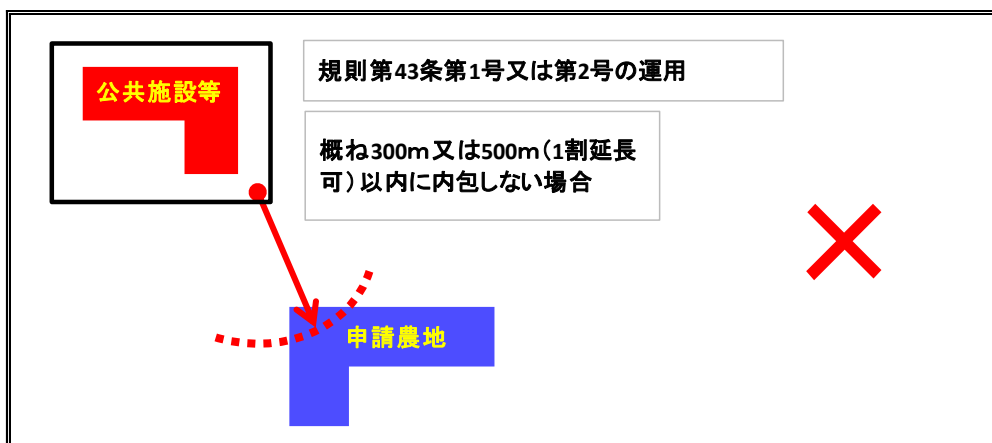 公共施設等
規則第43条第1号又は第2号の運用
概ね300ｍ又は500ｍ（1割延長
可）以内に内包しない場合
申請農地